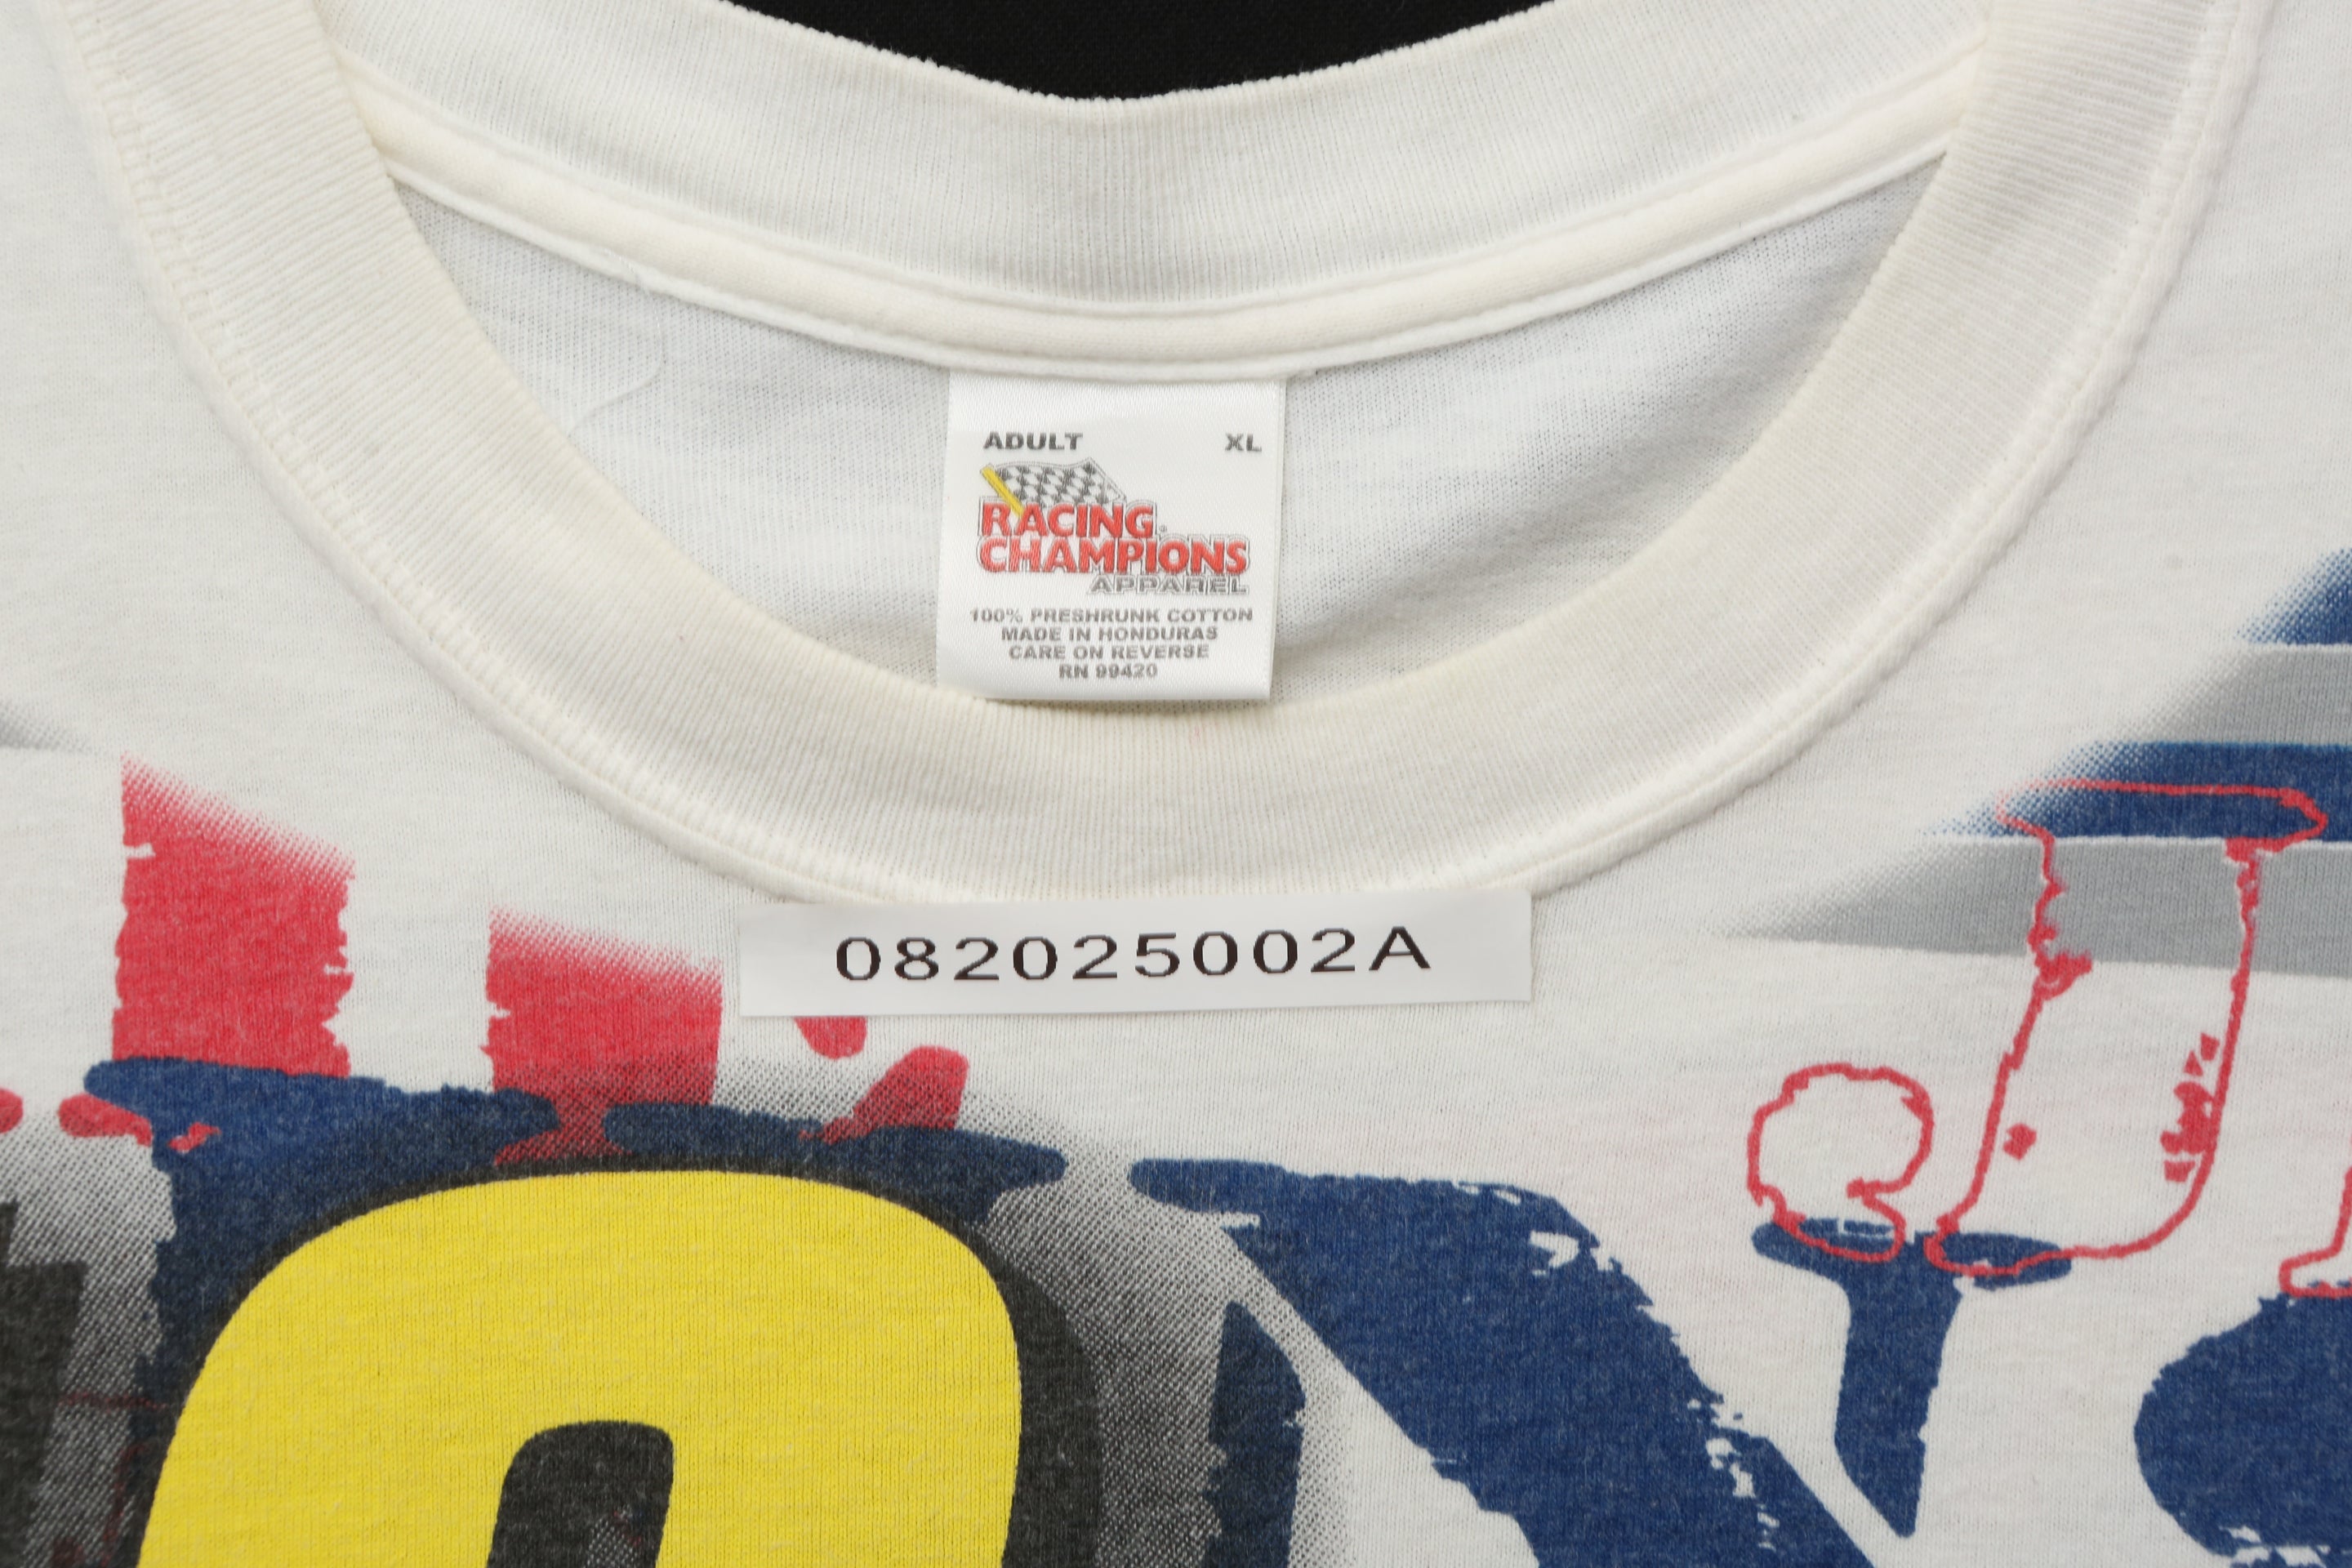 ADULT XL
RACING
CHAMPIONS
APPAREL
100% PRESHRUNK COTTON
MADE IN HONDURAS
CARE ON REVERSE
RN 99420
082025002A